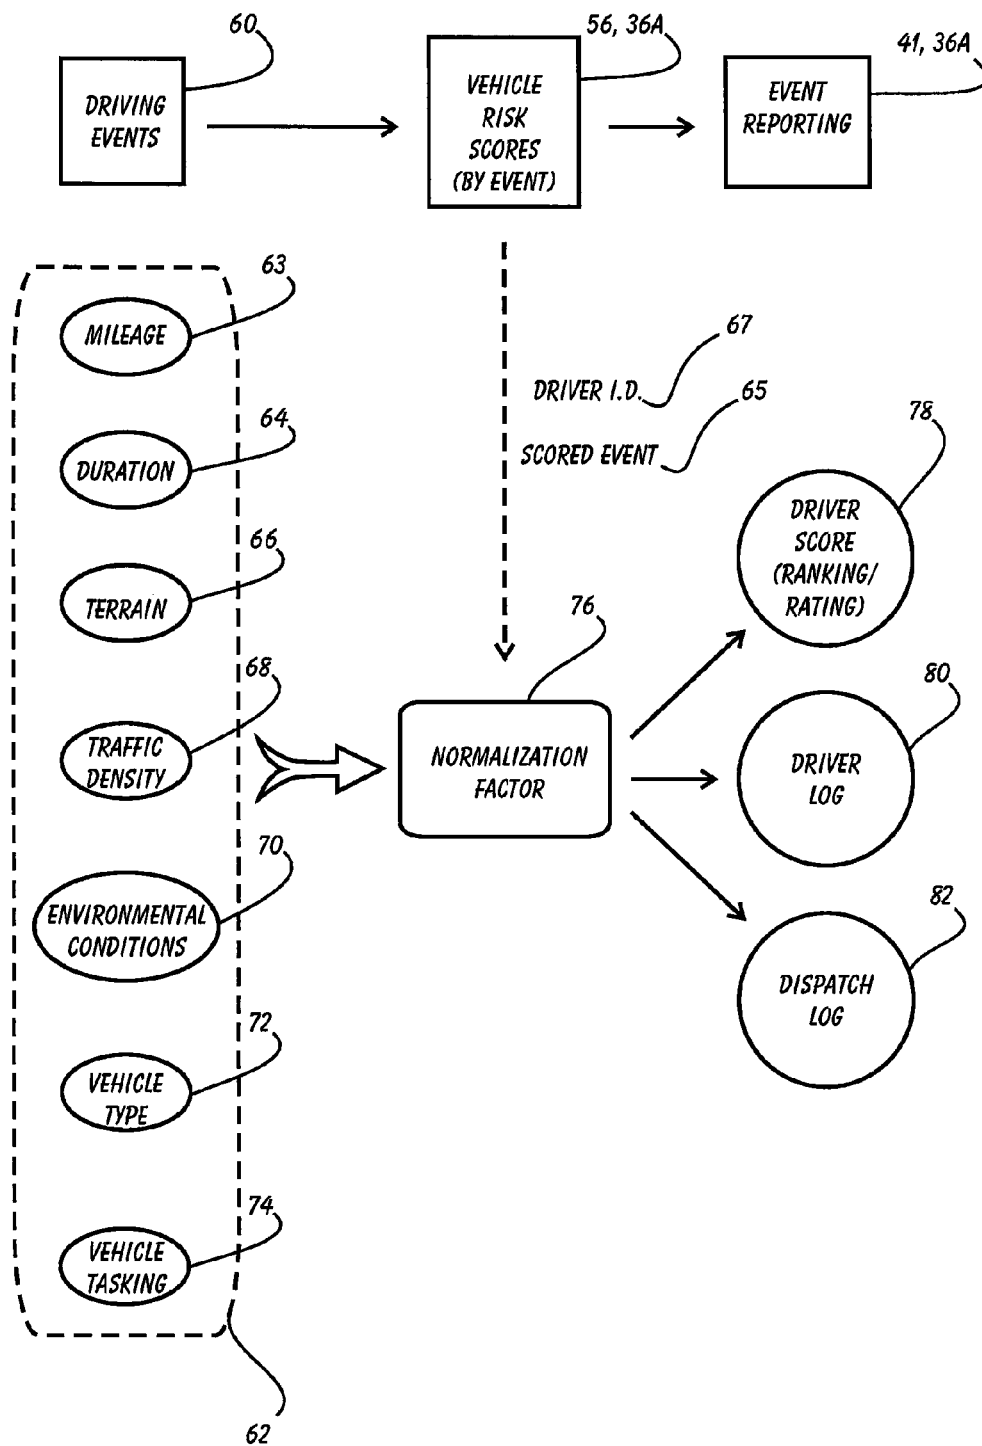 60
56, 36A
41, 36A
DRIVING
EVENTS
VEHICLE
RISK
SCORES
(BY EVENT)
EVENT
REPORTING
63
MILEAGE
67
DRIVER I.D.
65
SCORED EVENT
64
DURATION
78
DRIVER
SCORE
(RANKING/
RATING)
66
TERRAIN
76
68
TRAFFIC
DENSITY
NORMALIZATION
FACTOR
80
DRIVER
LOG
70
ENVIRONMENTAL
CONDITIONS
82
DISPATCH
LOG
72
VEHICLE
TYPE
74
VEHICLE
TASKING
62